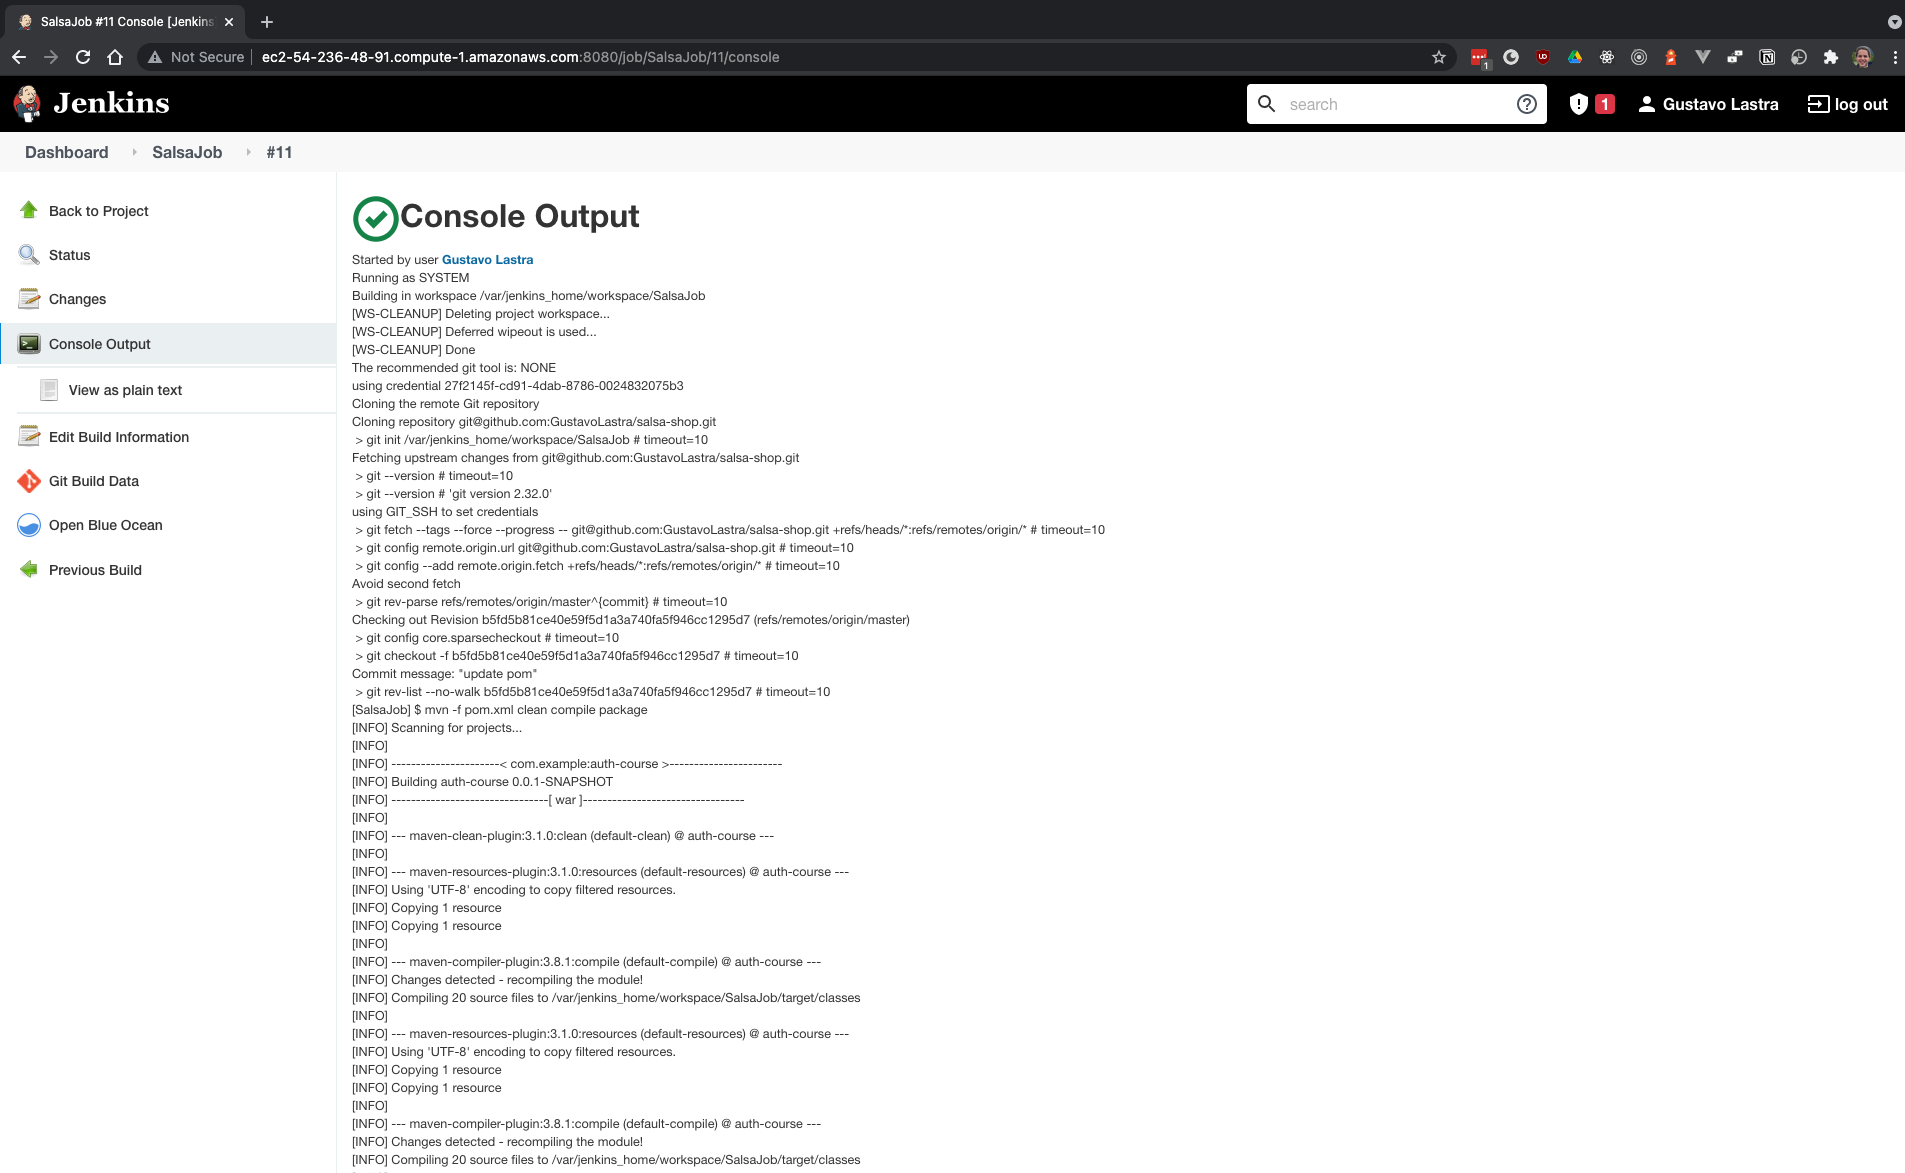 SalsaJob #11 Console [Jenkins
Not Secure
ec2-54-236-48-91.compute-1.amazonaws.com:8080/job/SalsaJob/11/console
1
Jenkins
search
1
Gustavo Lastra
log out
Dashboard
SalsaJob
#11
Back to Project
Status
Changes
Console Output
View as plain text
Edit Build Information
Git Build Data
Open Blue Ocean
Previous Build
Console Output
Started by user Gustavo Lastra
Running as SYSTEM
Building in workspace /var/jenkins_home/workspace/SalsaJob
[WS-CLEANUP] Deleting project workspace...
[WS-CLEANUP] Deferred wipeout is used...
[WS-CLEANUP] Done
The recommended git tool is: NONE
using credential 27f2145f-cd91-4dab-8786-0024832075b3
Cloning the remote Git repository
Cloning repository git@github.com:GustavoLastra/salsa-shop.git
> git init /var/jenkins_home/workspace/SalsaJob # timeout=10
Fetching upstream changes from git@github.com:GustavoLastra/salsa-shop.git
> git --version # timeout=10
> git --version # 'git version 2.32.0'
using GIT_SSH to set credentials
> git fetch --tags --force --progress -- git@github.com:GustavoLastra/salsa-shop.git +refs/heads/*:refs/remotes/origin/* # timeout=10
> git config remote.origin.url git@github.com:GustavoLastra/salsa-shop.git # timeout=10
> git config --add remote.origin.fetch +refs/heads/*:refs/remotes/origin/* # timeout=10
Avoid second fetch
> git rev-parse refs/remotes/origin/master^{commit} # timeout=10
Checking out Revision b5fd5b81ce40e59f5d1a3a740fa5f946cc1295d7 (refs/remotes/origin/master)
> git config core.sparsecheckout # timeout=10
> git checkout -f b5fd5b81ce40e59f5d1a3a740fa5f946cc1295d7 # timeout=10
Commit message: "update pom"
> git rev-list --no-walk b5fd5b81ce40e59f5d1a3a740fa5f946cc1295d7 # timeout=10
[SalsaJob] $ mvn -f pom.xml clean compile package
[INFO] Scanning for projects...
[INFO]
[INFO] ----------------------< com.example:auth-course >-----------------------
[INFO] Building auth-course 0.0.1-SNAPSHOT
[INFO] --------------------------------[ war ]---------------------------------
[INFO]
[INFO] --- maven-clean-plugin:3.1.0:clean (default-clean) @ auth-course ---
[INFO]
[INFO] --- maven-resources-plugin:3.1.0:resources (default-resources) @ auth-course ---
[INFO] Using 'UTF-8' encoding to copy filtered resources.
[INFO] Copying 1 resource
[INFO] Copying 1 resource
[INFO]
[INFO] --- maven-compiler-plugin:3.8.1:compile (default-compile) @ auth-course ---
[INFO] Changes detected - recompiling the module!
[INFO] Compiling 20 source files to /var/jenkins_home/workspace/SalsaJob/target/classes
[INFO]
[INFO] --- maven-resources-plugin:3.1.0:resources (default-resources) @ auth-course ---
[INFO] Using 'UTF-8' encoding to copy filtered resources.
[INFO] Copying 1 resource
[INFO] Copying 1 resource
[INFO]
[INFO] --- maven-compiler-plugin:3.8.1:compile (default-compile) @ auth-course ---
[INFO] Changes detected - recompiling the module!
[INFO] Compiling 20 source files to /var/jenkins_home/workspace/SalsaJob/target/classes